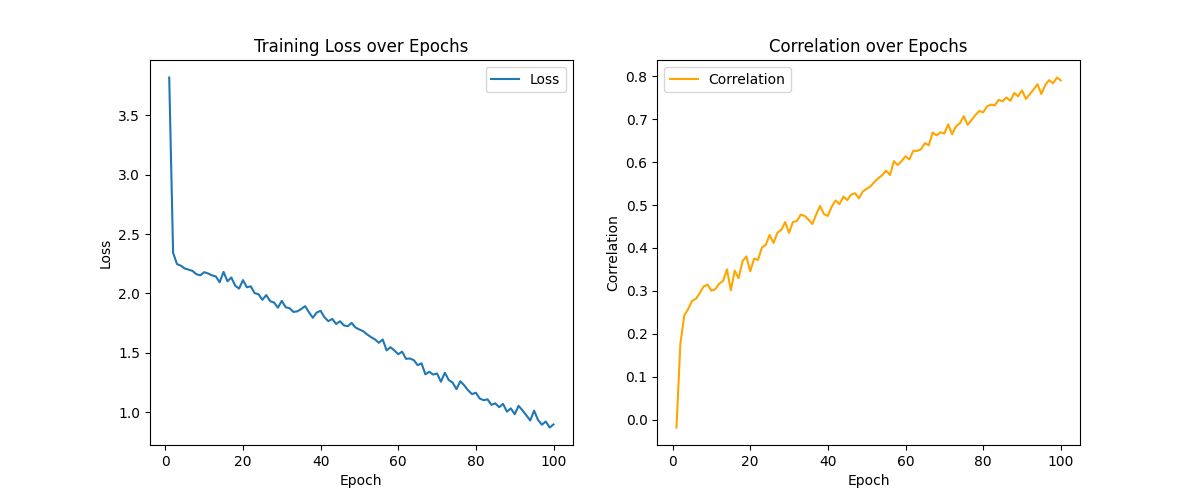 Training Loss over Epochs
Loss
3.5
3.0
2.5
2.0
1.5
1.0
Loss
0 20 40 60 80 100
Epoch
Correlation over Epochs
Correlation
0.8
0.7
0.6
0.5
0.4
0.3
0.2
0.1
0.0
Correlation
0 20 40 60 80 100
Epoch